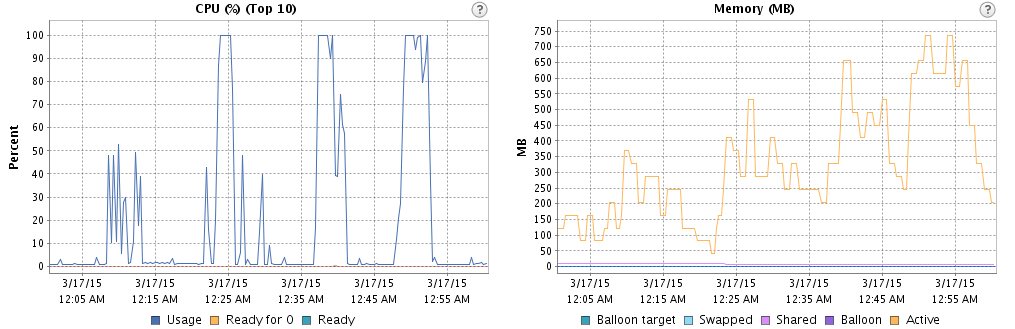 CPU (%) (Top 10)
?
Percent
100
90
80
70
60
50
40
30
20
10
0
3/17/15 3/17/15 3/17/15 3/17/15 3/17/15 3/17/15
12:05 AM 12:15 AM 12:25 AM 12:35 AM 12:45 AM 12:55 AM
Usage Ready for 0 Ready
Memory (MB)
?
MB
750
700
650
600
550
500
450
400
350
300
250
200
150
100
50
0
3/17/15 3/17/15 3/17/15 3/17/15 3/17/15 3/17/15
12:05 AM 12:15 AM 12:25 AM 12:35 AM 12:45 AM 12:55 AM
Balloon target Swapped Shared Balloon Active